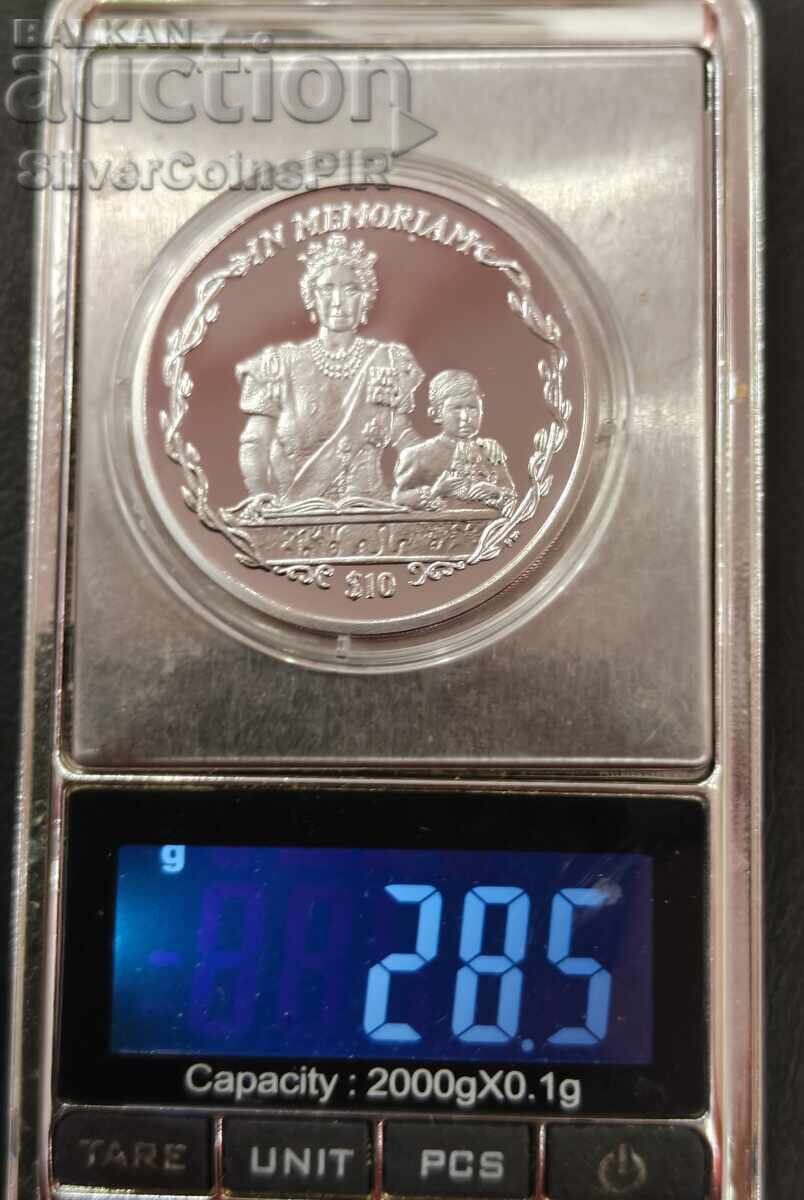 BALKAN
auction
SilverCoinsPIR
IN MEMORIAM
$10
g
28.5
Capacity : 2000gX0.1g
TARE
UNIT
PCS